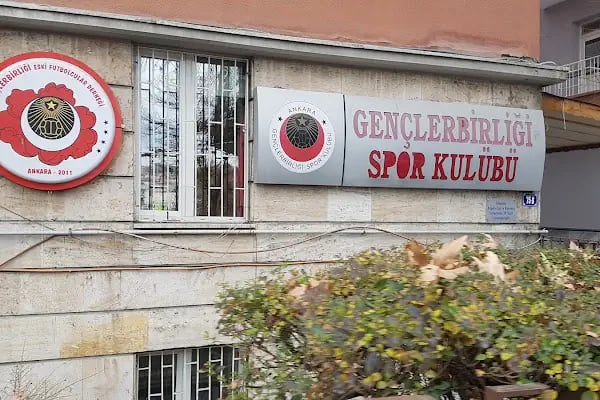 GENÇLERBİRLİĞİ ESKİ FUTBOLCULAR DERNEĞİ
ANKARA - 2011
ANKARA
GENÇLERBİRLİĞİ SPOR KULÜBÜ
GENÇLERBİRLİĞİ
SPOR KULÜBÜ